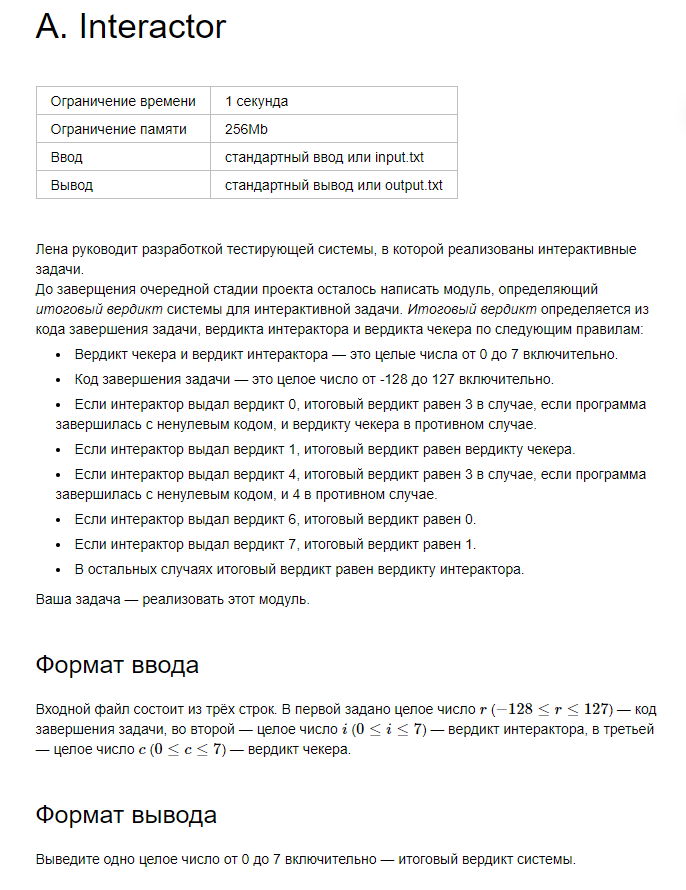 A. Interactor
Ограничение времени 1 секунда
Ограничение памяти 256Mb
Ввод стандартный ввод или input.txt
Вывод стандартный вывод или output.txt
Лена руководит разработкой тестирующей системы, в которой реализованы интерактивные
задачи.
До заверщения очередной стадии проекта осталось написать модуль, определяющий
итоговый вердикт системы для интерактивной задачи. Итоговый вердикт определяется из
кода завершения задачи, вердикта интерактора и вердикта чекера по следующим правилам:
• Вердикт чекера и вердикт интерактора — это целые числа от 0 до 7 включительно.
• Код завершения задачи — это целое число от -128 до 127 включительно.
• Если интерактор выдал вердикт 0, итоговый вердикт равен 3 в случае, если программа
завершилась с ненулевым кодом, и вердикту чекера в противном случае.
• Если интерактор выдал вердикт 1, итоговый вердикт равен вердикту чекера.
• Если интерактор выдал вердикт 4, итоговый вердикт равен 3 в случае, если программа
завершилась с ненулевым кодом, и 4 в противном случае.
• Если интерактор выдал вердикт 6, итоговый вердикт равен 0.
• Если интерактор выдал вердикт 7, итоговый вердикт равен 1.
• В остальных случаях итоговый вердикт равен вердикту интерактора.
Ваша задача — реализовать этот модуль.
Формат ввода
Входной файл состоит из трёх строк. В первой задано целое число r (−128 ≤ r ≤ 127) — код
завершения задачи, во второй — целое число i (0 ≤ i ≤ 7) — вердикт интерактора, в третьей
— целое число c (0 ≤ c ≤ 7) — вердикт чекера.
Формат вывода
Выведите одно целое число от 0 до 7 включительно — итоговый вердикт системы.